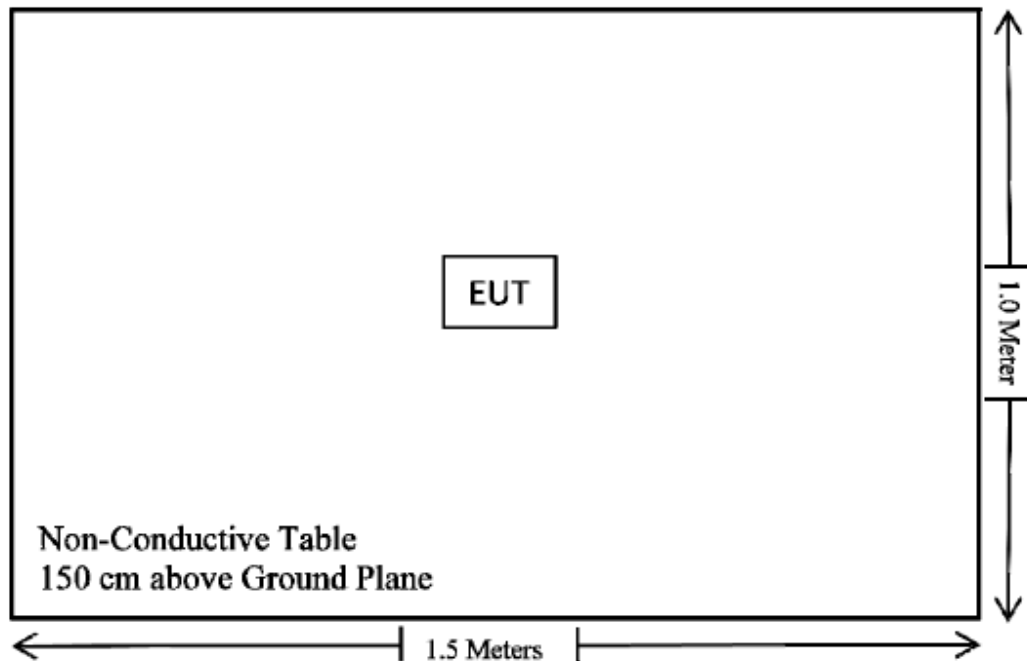 EUT
1.0 Meter
Non-Conductive Table
150 cm above Ground Plane
1.5 Meters